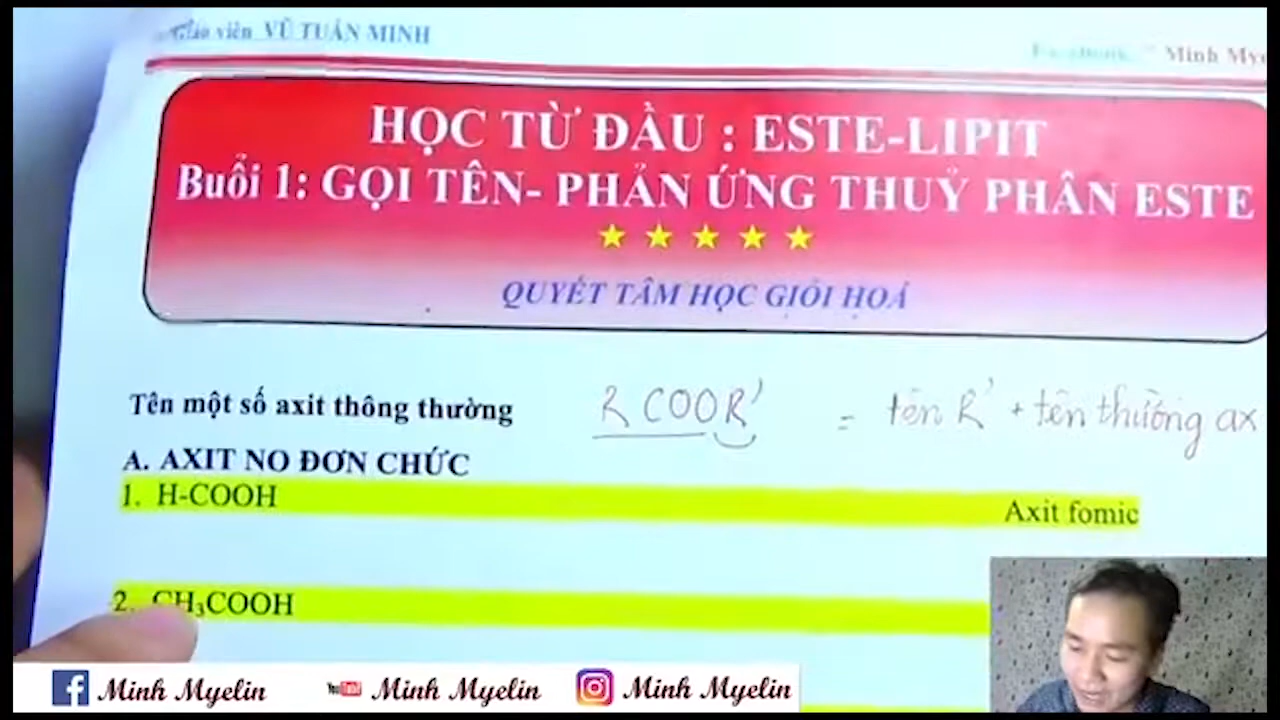 Giáo viên VŨ TUẤN MINH
Minh Mye
HỌC TỪ ĐẦU : ESTE-LIPIT
Buổi 1: GỌI TÊN- PHẢN ỨNG THUỶ PHÂN ESTE
QUYẾT TÂM HỌC GIỎI HOÁ
Tên một số axit thông thường RCOOR' = tên R' + tên thường ax
A. AXIT NO ĐƠN CHỨC
1. H-COOH Axit fomic
2. CH₃COOH
Minh Myelin YouTube Minh Myelin Minh Myelin